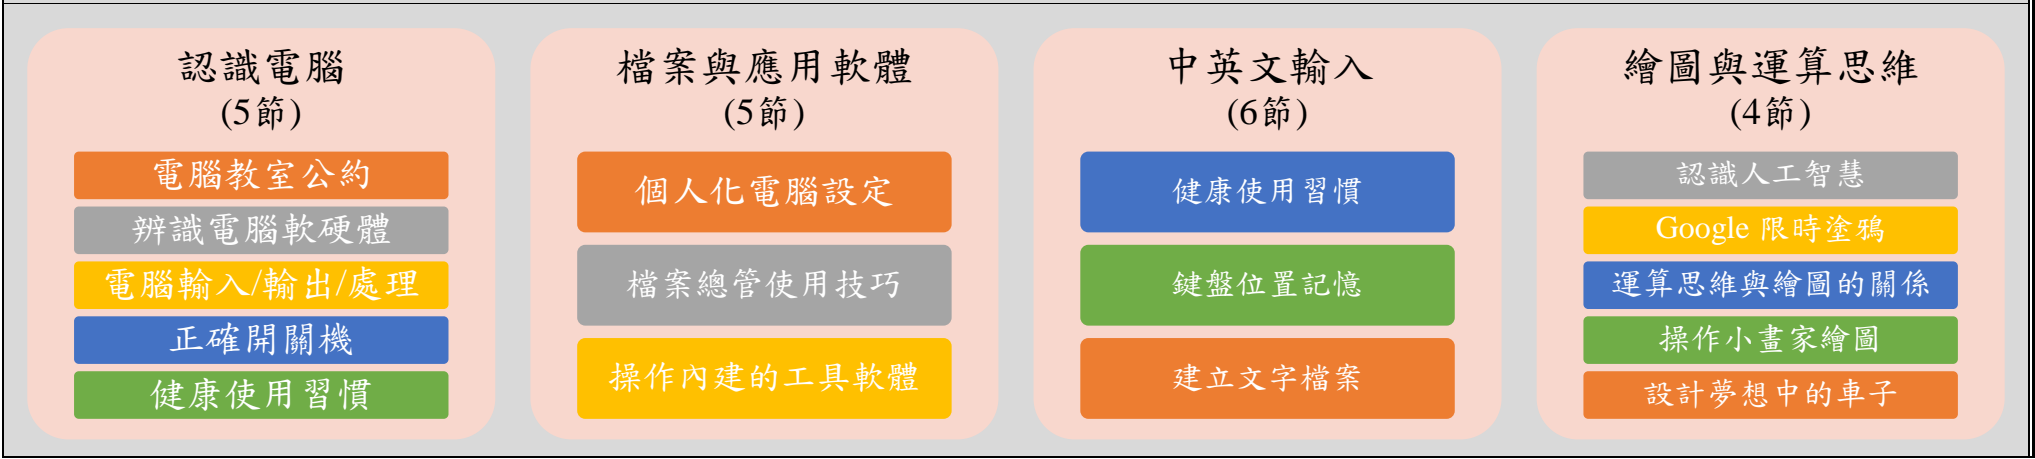 認識電腦
(5節)
電腦教室公約
辨識電腦軟硬體
電腦輸入/輸出/處理
正確開關機
健康使用習慣
檔案與應用軟體
(5節)
個人化電腦設定
檔案總管使用技巧
操作內建的工具軟體
中英文輸入
(6節)
健康使用習慣
鍵盤位置記憶
建立文字檔案
繪圖與運算思維
(4節)
認識人工智慧
Google 限時塗鴉
運算思維與繪圖的關係
操作小畫家繪圖
設計夢想中的車子